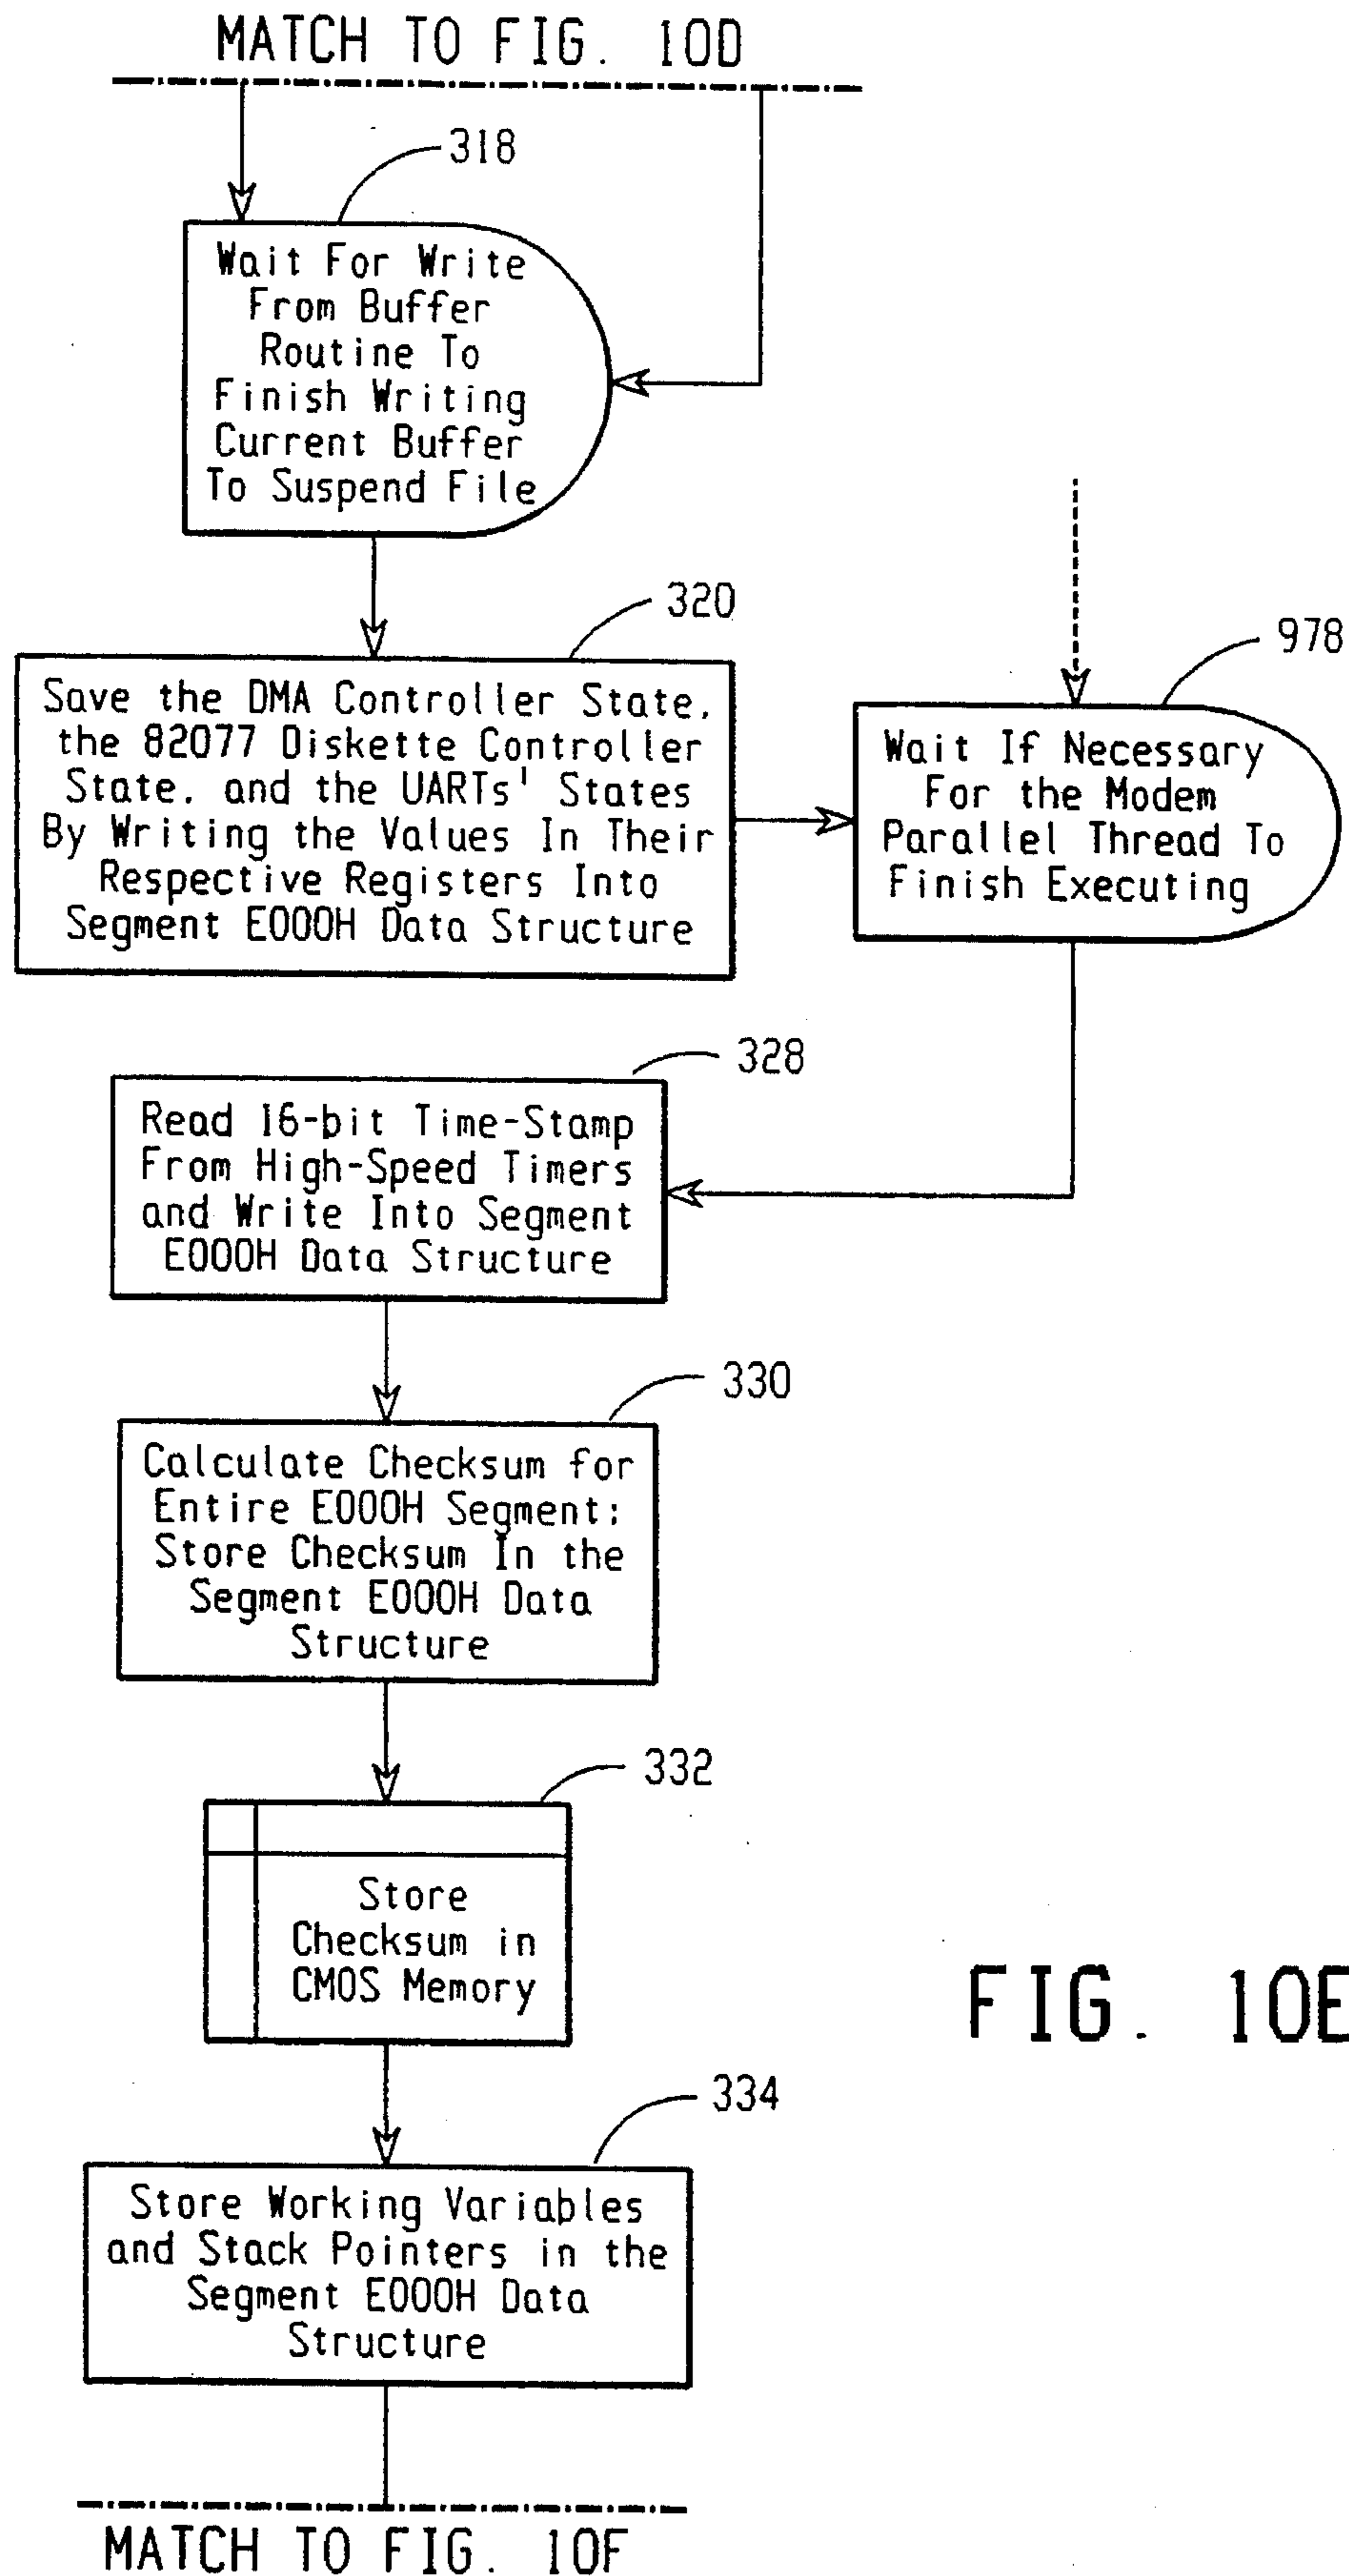 MATCH TO FIG. 10D
318
Wait For Write
From Buffer
Routine To
Finish Writing
Current Buffer
To Suspend File
320
Save the DMA Controller State,
the 82077 Diskette Controller
State, and the UARTs' States
By Writing the Values In Their
Respective Registers Into
Segment E000H Data Structure
978
Wait If Necessary
For the Modem
Parallel Thread To
Finish Executing
328
Read 16-bit Time-Stamp
From High-Speed Timers
and Write Into Segment
E000H Data Structure
330
Calculate Checksum for
Entire E000H Segment;
Store Checksum In the
Segment E000H Data
Structure
332
Store
Checksum in
CMOS Memory
FIG. 10E
334
Store Working Variables
and Stack Pointers in the
Segment E000H Data
Structure
MATCH TO FIG. 10F